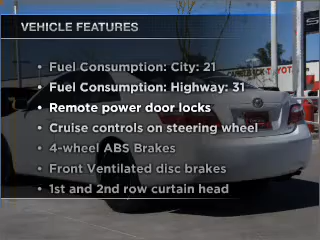 VEHICLE FEATURES
• Fuel Consumption: City: 21
• Fuel Consumption: Highway: 31
• Remote power door locks
• Cruise controls on steering wheel
• 4-wheel ABS Brakes
• Front Ventilated disc brakes
• 1st and 2nd row curtain head
TOYOTA